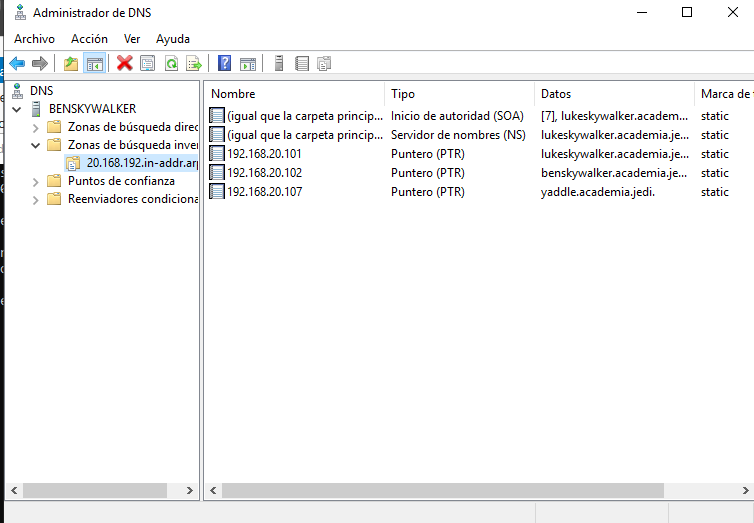 Administrador de DNS
Archivo Acción Ver Ayuda
DNS
BENSKYWALKER
Zonas de búsqueda direc
Zonas de búsqueda inver
20.168.192.in-addr.arp
Puntos de confianza
Reenviadores condiciona
Nombre Tipo Datos Marca de t
(igual que la carpeta princip... Inicio de autoridad (SOA) [7], lukeskywalker.academ... static
(igual que la carpeta princip... Servidor de nombres (NS) lukeskywalker.academia.je... static
192.168.20.101 Puntero (PTR) lukeskywalker.academia.je... static
192.168.20.102 Puntero (PTR) benskywalker.academia.je... static
192.168.20.107 Puntero (PTR) yaddle.academia.jedi. static